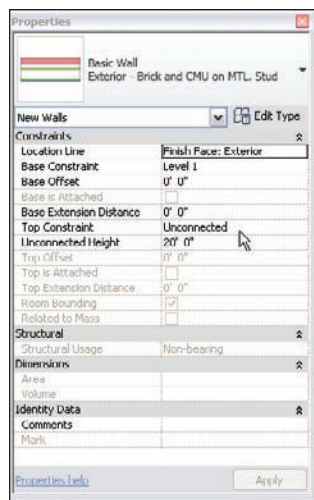 Properties
Basic Wall
Exterior - Brick and CMU on MTL. Stud
New Walls
Edit Type
Constraints
Location Line Finish Face: Exterior
Base Constraint Level 1
Base Offset 0' 0"
Base is Attached
Base Extension Distance 0' 0"
Top Constraint Unconnected
Unconnected Height 20' 0"
Top Offset 0' 0"
Top is Attached
Top Extension Distance 0' 0"
Room Bounding
Related to Mass
Structural
Structural Usage Non-bearing
Dimensions
Area
Volume
Identity Data
Comments
Mark
Properties help
Apply